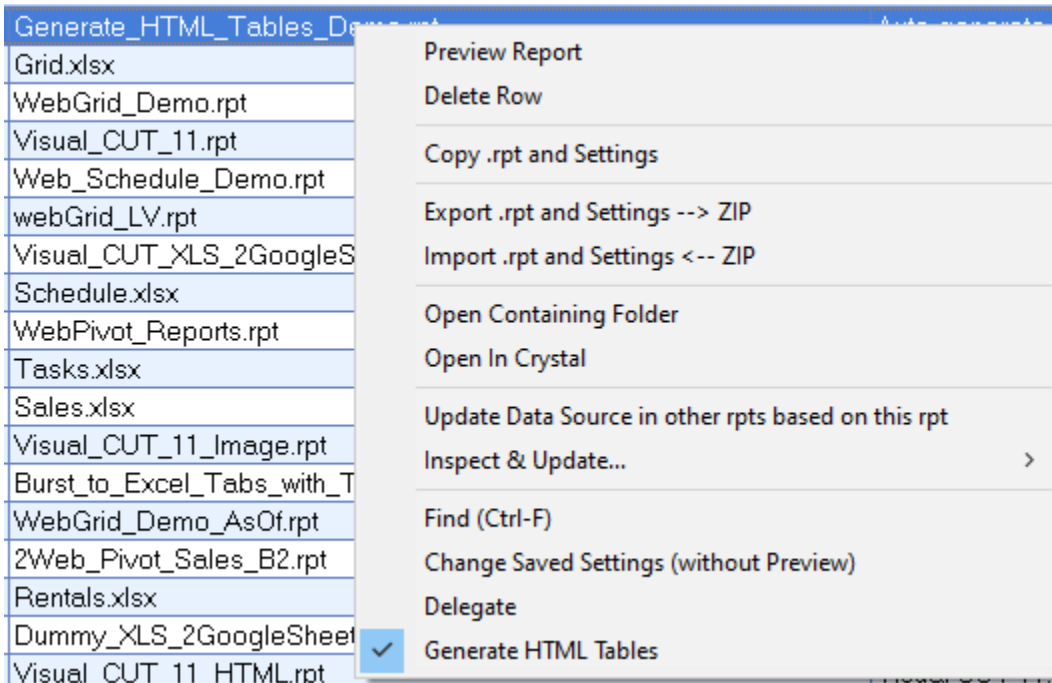 Generate_HTML_Tables_Demo.rpt
Grid.xlsx
WebGrid_Demo.rpt
Visual_CUT_11.rpt
Web_Schedule_Demo.rpt
webGrid_LV.rpt
Visual_CUT_XLS_2GoogleS
Schedule.xlsx
WebPivot_Reports.rpt
Tasks.xlsx
Sales.xlsx
Visual_CUT_11_Image.rpt
Burst_to_Excel_Tabs_with_T
WebGrid_Demo_AsOf.rpt
2Web_Pivot_Sales_B2.rpt
Rentals.xlsx
Dummy_XLS_2GoogleSheet
Visual_CUT_11_HTML.rpt
Preview Report
Delete Row
Copy .rpt and Settings
Export .rpt and Settings --> ZIP
Import .rpt and Settings <-- ZIP
Open Containing Folder
Open In Crystal
Update Data Source in other rpts based on this rpt
Inspect & Update...
Find (Ctrl-F)
Change Saved Settings (without Preview)
Delegate
Generate HTML Tables